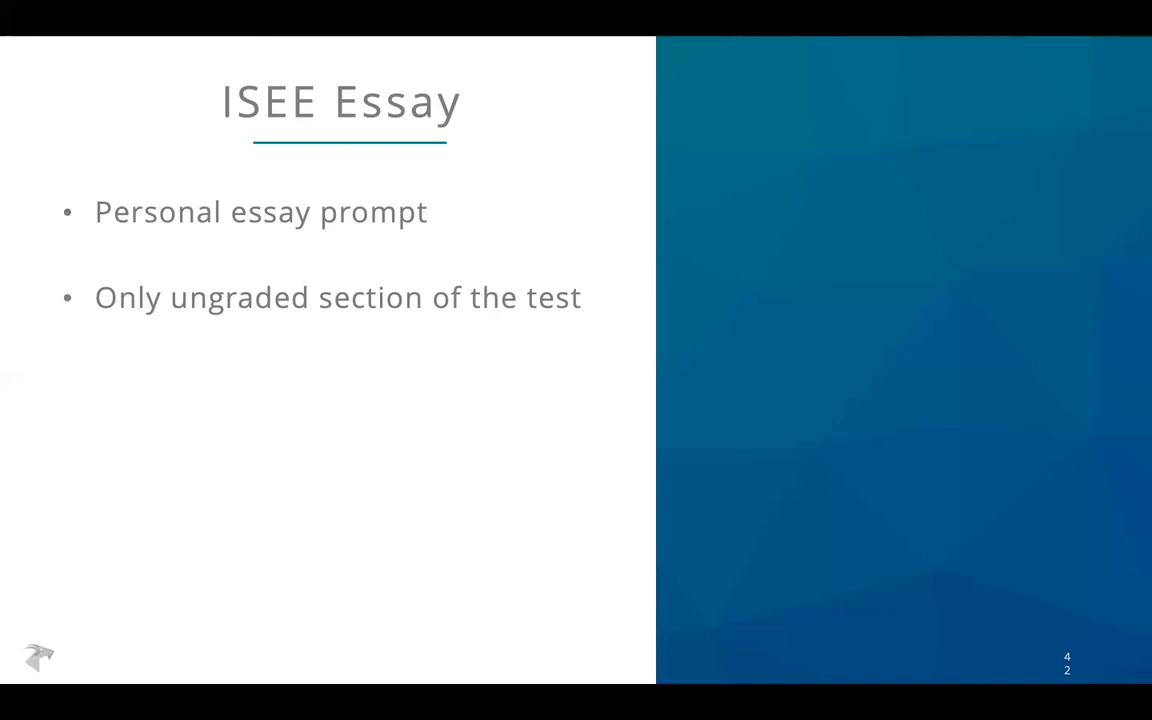 ISEE Essay
• Personal essay prompt
• Only ungraded section of the test
4
2